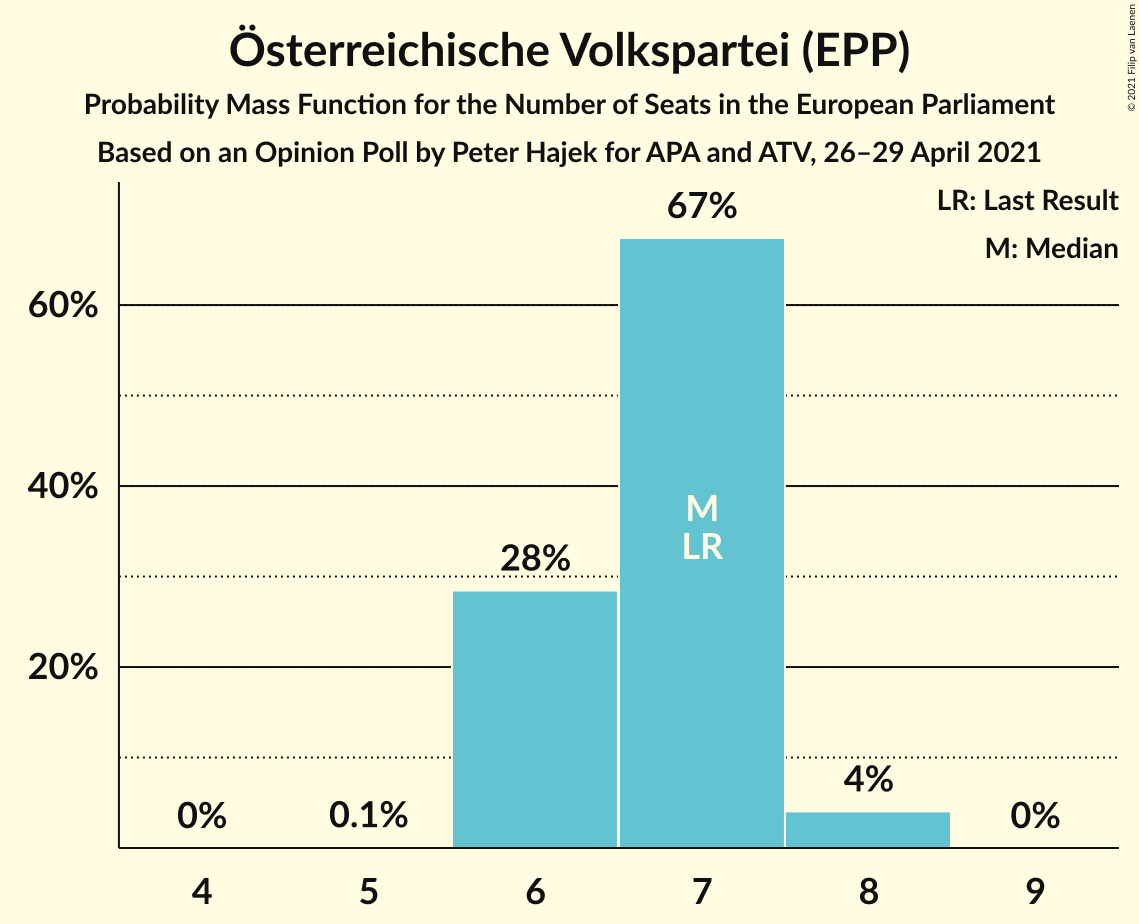 Österreichische Volkspartei (EPP)
Probability Mass Function for the Number of Seats in the European Parliament
Based on an Opinion Poll by Peter Hajek for APA and ATV, 26–29 April 2021
© 2021 Filip van Laenen
LR: Last Result
M: Median
67%
60%
40%
M
LR
28%
20%
4%
0%
0.1%
0%
4
5
6
7
8
9